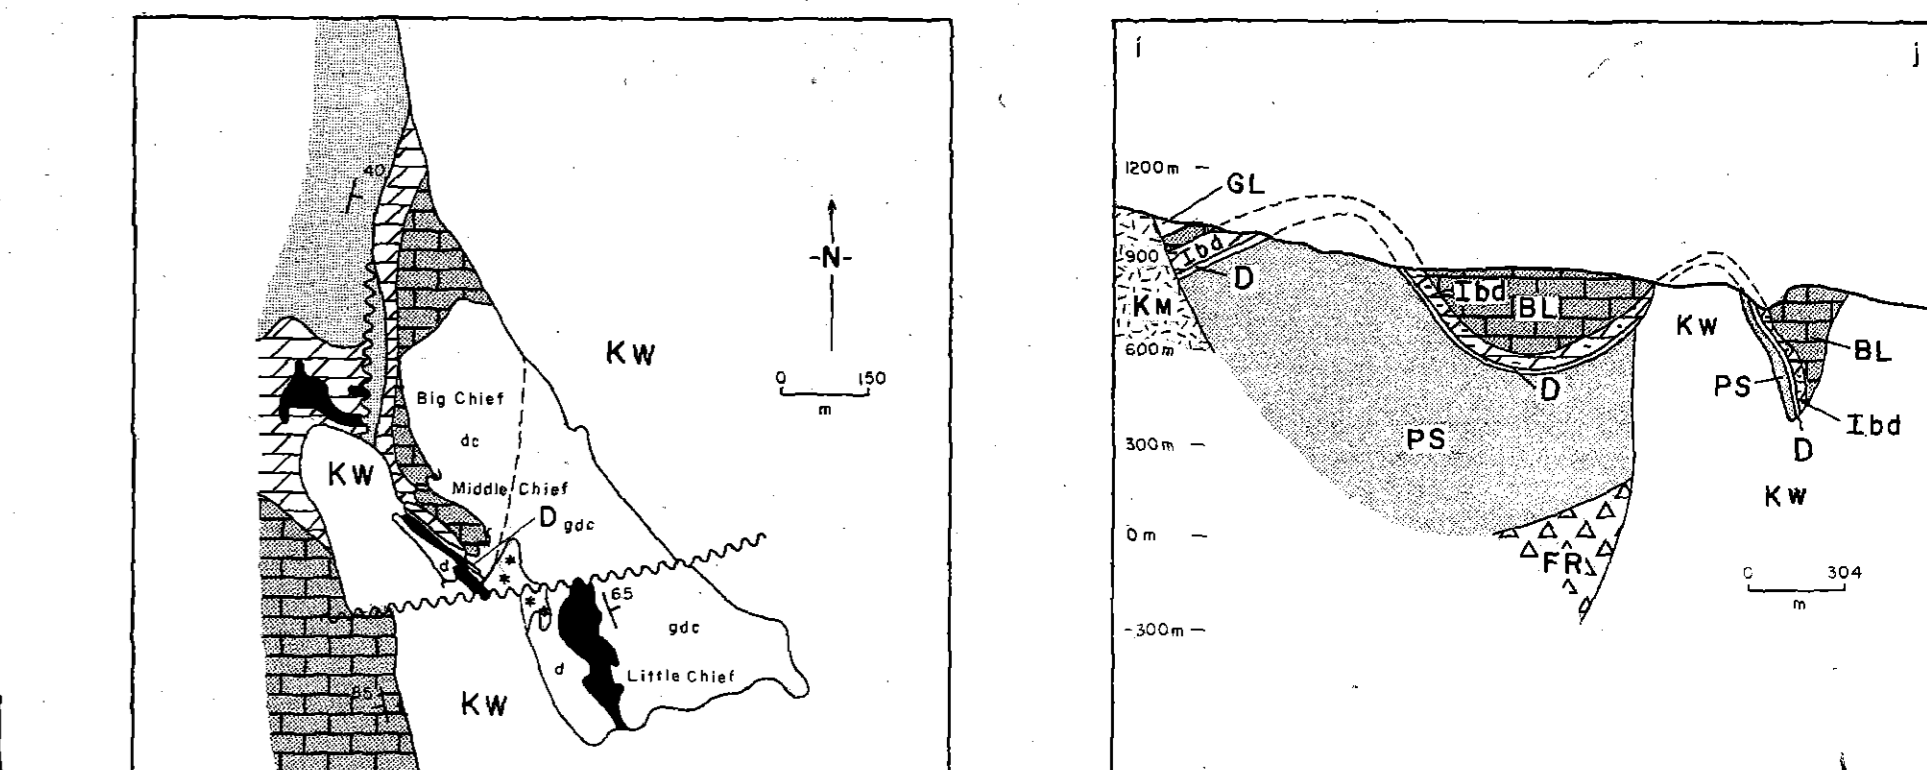 40
-N-
Kw
0 150
m
Big Chief
dc
Kw
Middle Chief
D gdc
d
* * * *
65
gdc
d
Little Chief
85
Kw
i j
1200m
GL
Ibd
900
D
KM
Ibd
BL
Kw
600m
BL
D
PS
Ibd
PS
300m
D
Kw
0m
FR
304
m
-300m